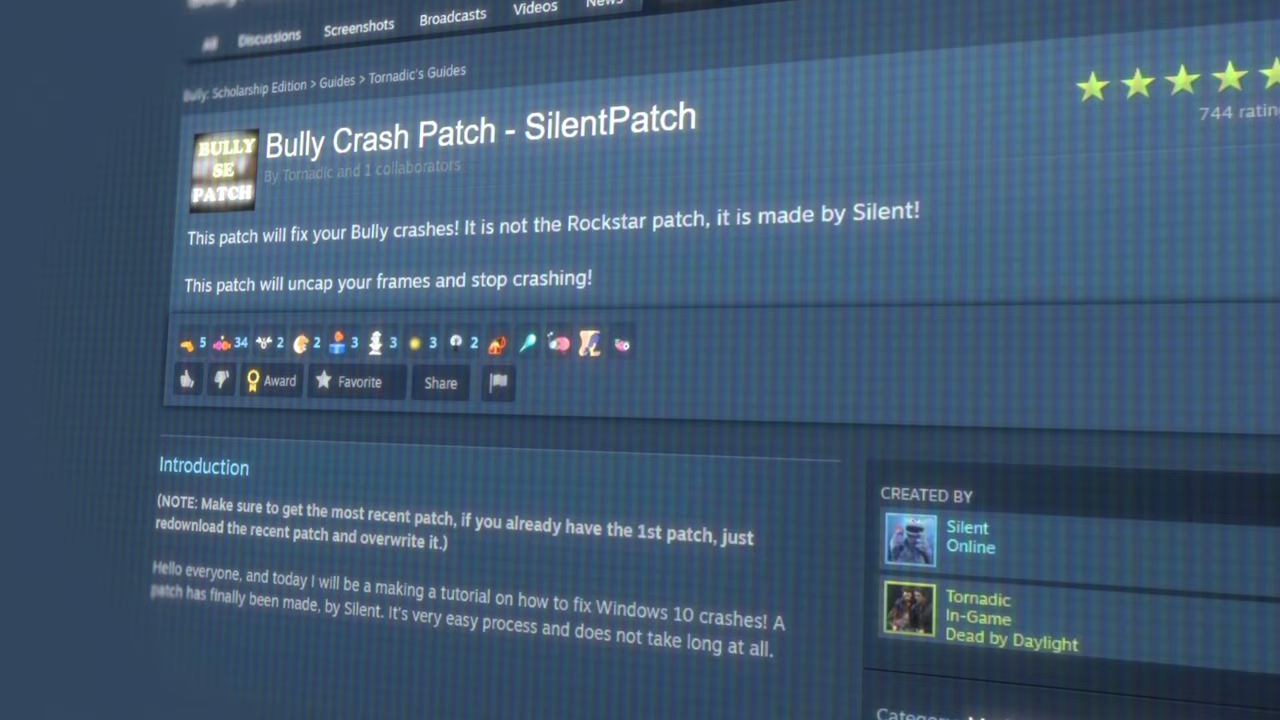 All Discussions Screenshots Broadcasts Videos News
Bully: Scholarship Edition > Guides > Tornadic's Guides
BULLY
SE
PATCH
Bully Crash Patch - SilentPatch
By Tornadic and 1 collaborators
744
This patch will fix your Bully crashes! It is not the Rockstar patch, it is made by Silent!
This patch will uncap your frames and stop crashing!
5 34 2 2 3 3 3 2
Award Favorite Share
Introduction
(NOTE: Make sure to get the most recent patch, if you already have the 1st patch, just
redownload the recent patch and overwrite it.)
Hello everyone, and today I will be a making a tutorial on how to fix Windows 10 crashes! A
patch has finally been made, by Silent. It's very easy process and does not take long at all.
CREATED BY
Silent
Online
Tornadic
In-Game
Dead by Daylight